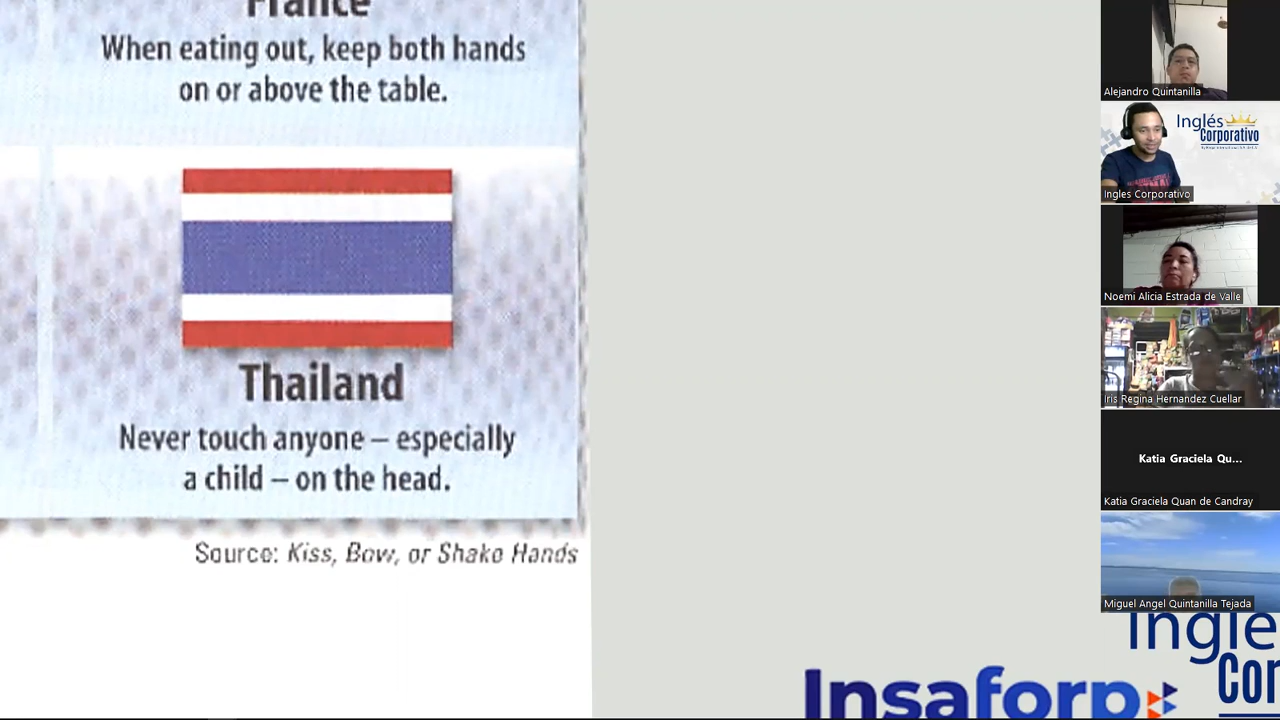 France
When eating out, keep both hands
on or above the table.
Thailand
Never touch anyone – especially
a child – on the head.
Source: Kiss, Bow, or Shake Hands
Alejandro Quintanilla
Inglés
Corporativo
Ingles Corporativo
Noemi Alicia Estrada de Valle
Iris Regina Hernandez Cuellar
Katia Graciela Qu...
Katia Graciela Quan de Candray
Miguel Angel Quintanilla Tejada
Ingle
Cor
Insaforp